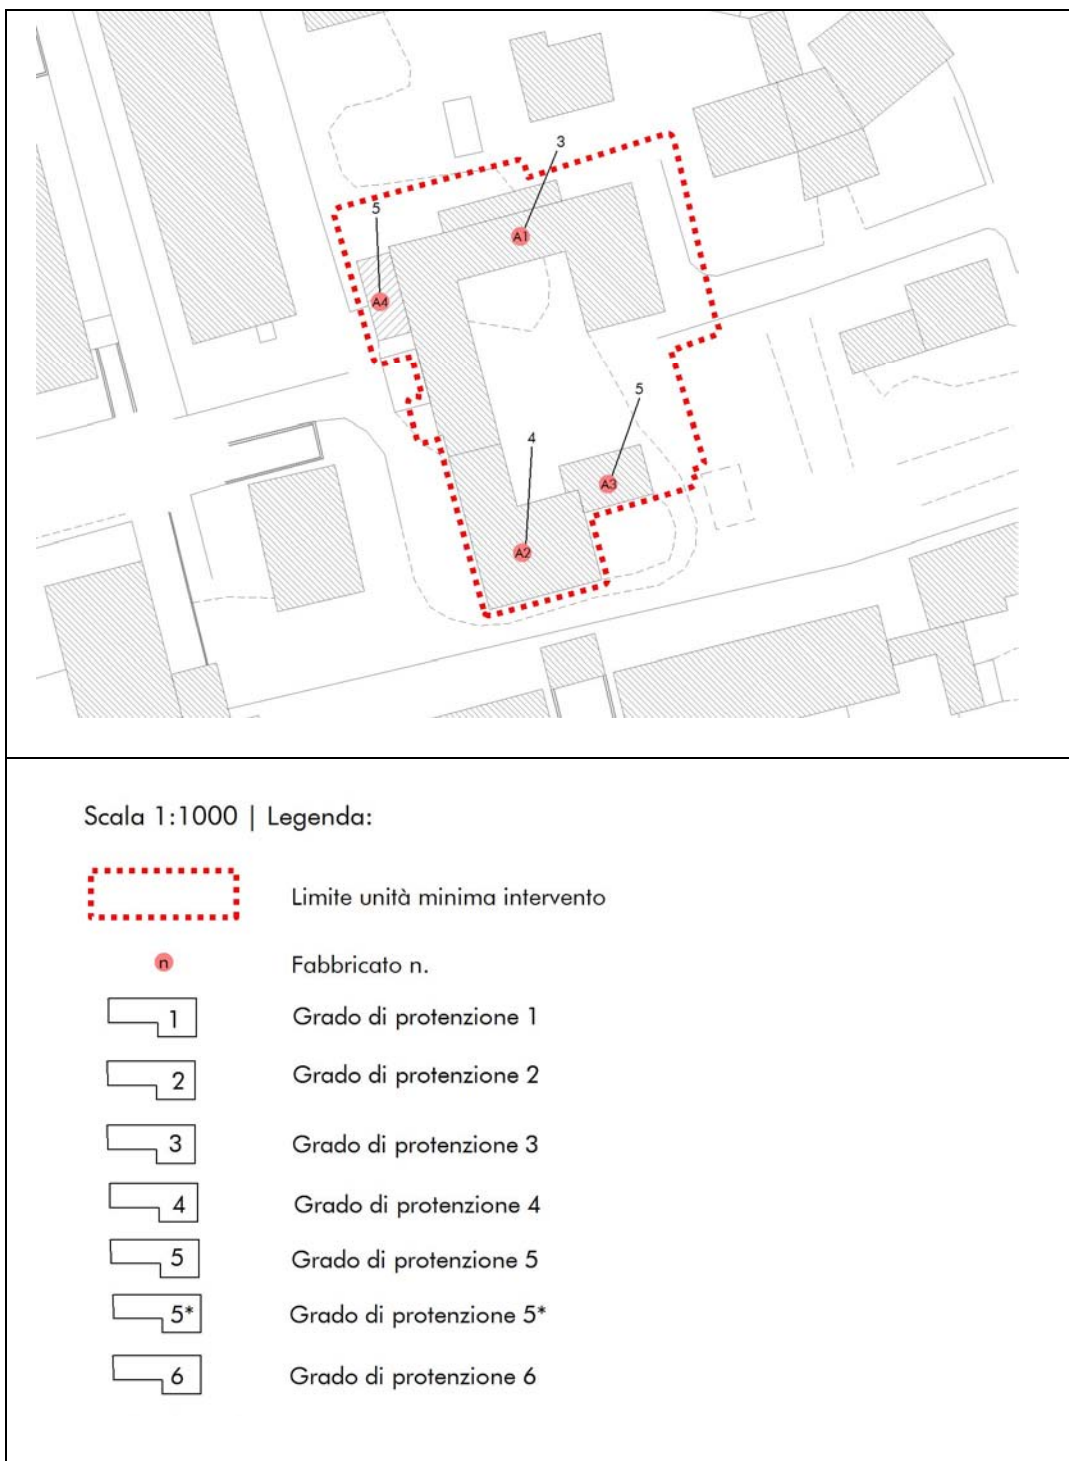 3
5
A1
A4
5
4
A3
A2
Scala 1:1000 | Legenda:
Limite unità minima intervento
n Fabbricato n.
1 Grado di protenzione 1
2 Grado di protenzione 2
3 Grado di protenzione 3
4 Grado di protenzione 4
5 Grado di protenzione 5
5* Grado di protenzione 5*
6 Grado di protenzione 6